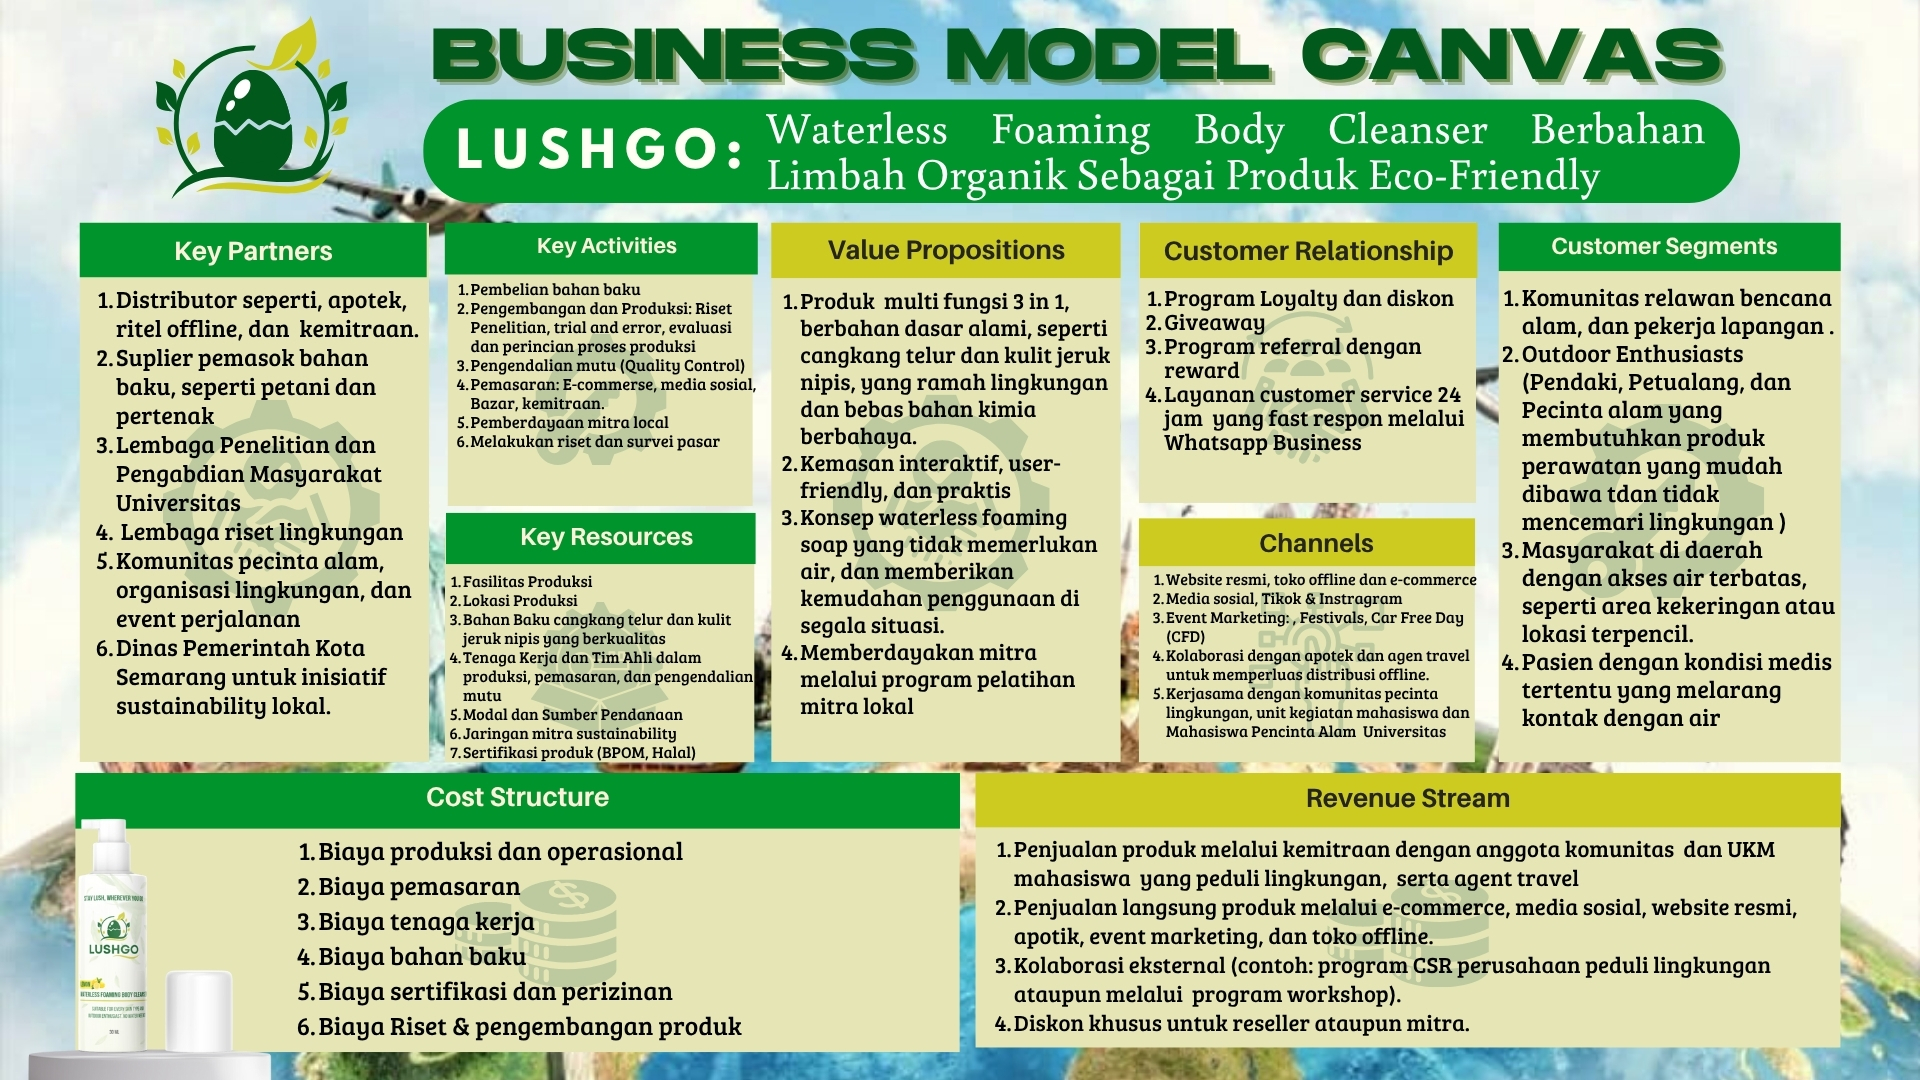 BUSINESS MODEL CANVAS
LUSHGO:
Waterless Foaming Body Cleanser Berbahan
Limbah Organik Sebagai Produk Eco-Friendly
Key Partners
1. Distributor seperti, apotek,
ritel offline, dan kemitraan.
2. Suplier pemasok bahan
baku, seperti petani dan
pertenak
3. Lembaga Penelitian dan
Pengabdian Masyarakat
Universitas
4. Lembaga riset lingkungan
5. Komunitas pecinta alam,
organisasi lingkungan, dan
event perjalanan
6. Dinas Pemerintah Kota
Semarang untuk inisiatif
sustainability lokal.
Key Activities
1. Pembelian bahan baku
2. Pengembangan dan Produksi: Riset
Penelitian, trial and error, evaluasi
dan perincian proses produksi
3. Pengendalian mutu (Quality Control)
4. Pemasaran: E-commerse, media sosial,
Bazar, kemitraan.
5. Pemberdayaan mitra local
6. Melakukan riset dan survei pasar
Key Resources
1. Fasilitas Produksi
2. Lokasi Produksi
3. Bahan Baku cangkang telur dan kulit
jeruk nipis yang berkualitas
4. Tenaga Kerja dan Tim Ahli dalam
produksi, pemasaran, dan pengendalian
mutu
5. Modal dan Sumber Pendanaan
6. Jaringan mitra sustainability
7. Sertifikasi produk (BPOM, Halal)
Value Propositions
1. Produk multi fungsi 3 in 1,
berbahan dasar alami, seperti
cangkang telur dan kulit jeruk
nipis, yang ramah lingkungan
dan bebas bahan kimia
berbahaya.
2. Kemasan interaktif, user-
friendly, dan praktis
3. Konsep waterless foaming
soap yang tidak memerlukan
air, dan memberikan
kemudahan penggunaan di
segala situasi.
4. Memberdayakan mitra
melalui program pelatihan
mitra lokal
Customer Relationship
1. Program Loyalty dan diskon
2. Giveaway
3. Program referral dengan
reward
4. Layanan customer service 24
jam yang fast respon melalui
Whatsapp Business
Channels
1. Website resmi, toko offline dan e-commerce
2. Media sosial, Tikok & Instragram
3. Event Marketing: , Festivals, Car Free Day
(CFD)
4. Kolaborasi dengan apotek dan agen travel
untuk memperluas distribusi offline.
5. Kerjasama dengan komunitas pecinta
lingkungan, unit kegiatan mahasiswa dan
Mahasiswa Pencinta Alam Universitas
Customer Segments
1. Komunitas relawan bencana
alam, dan pekerja lapangan .
2. Outdoor Enthusiasts
(Pendaki, Petualang, dan
Pecinta alam yang
membutuhkan produk
perawatan yang mudah
dibawa tdan tidak
mencemari lingkungan )
3. Masyarakat di daerah
dengan akses air terbatas,
seperti area kekeringan atau
lokasi terpencil.
4. Pasien dengan kondisi medis
tertentu yang melarang
kontak dengan air
Cost Structure
1. Biaya produksi dan operasional
2. Biaya pemasaran
3. Biaya tenaga kerja
4. Biaya bahan baku
5. Biaya sertifikasi dan perizinan
6. Biaya Riset & pengembangan produk
STAY LUSH, WHEREVER YOU
LUSHGO
FOAMING BODY
Revenue Stream
1. Penjualan produk melalui kemitraan dengan anggota komunitas dan UKM
mahasiswa yang peduli lingkungan, serta agent travel
2. Penjualan langsung produk melalui e-commerce, media sosial, website resmi,
apotik, event marketing, dan toko offline.
3. Kolaborasi eksternal (contoh: program CSR perusahaan peduli lingkungan
ataupun melalui program workshop).
4. Diskon khusus untuk reseller ataupun mitra.